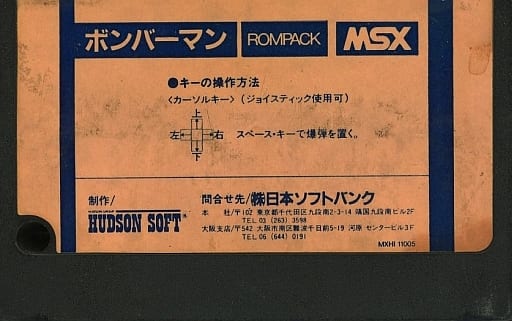 ボンバーマン ROMPACK MSX
●キーの操作方法
〈カーソルキー〉(ジョイスティック使用可)
上
左 右 スペース・キーで爆弾を置く。
下
制作/ HUDSON SOFT®
問合せ先/㈱日本ソフトバンク
本 社/〒102 東京都千代田区九段南2-3-14 靖国九段南ビル2F
TEL 03 (263) 3598
大阪支店/〒542 大阪市南区難波千日前5-19 河原センタービル3F
TEL 06 (644) 0191
MXHI 11005